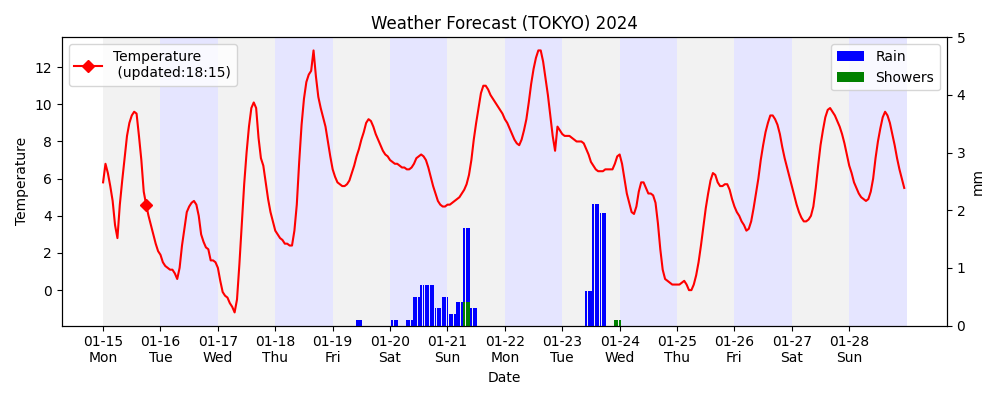 Weather Forecast (TOKYO) 2024
Temperature
(updated:18:15)
Rain
Showers
Temperature
12
10
8
6
4
2
0
5
4
3
2
1
0
mm
01-15 01-16 01-17 01-18 01-19 01-20 01-21 01-22 01-23 01-24 01-25 01-26 01-27 01-28
Mon Tue Wed Thu Fri Sat Sun Mon Tue Wed Thu Fri Sat Sun
Date